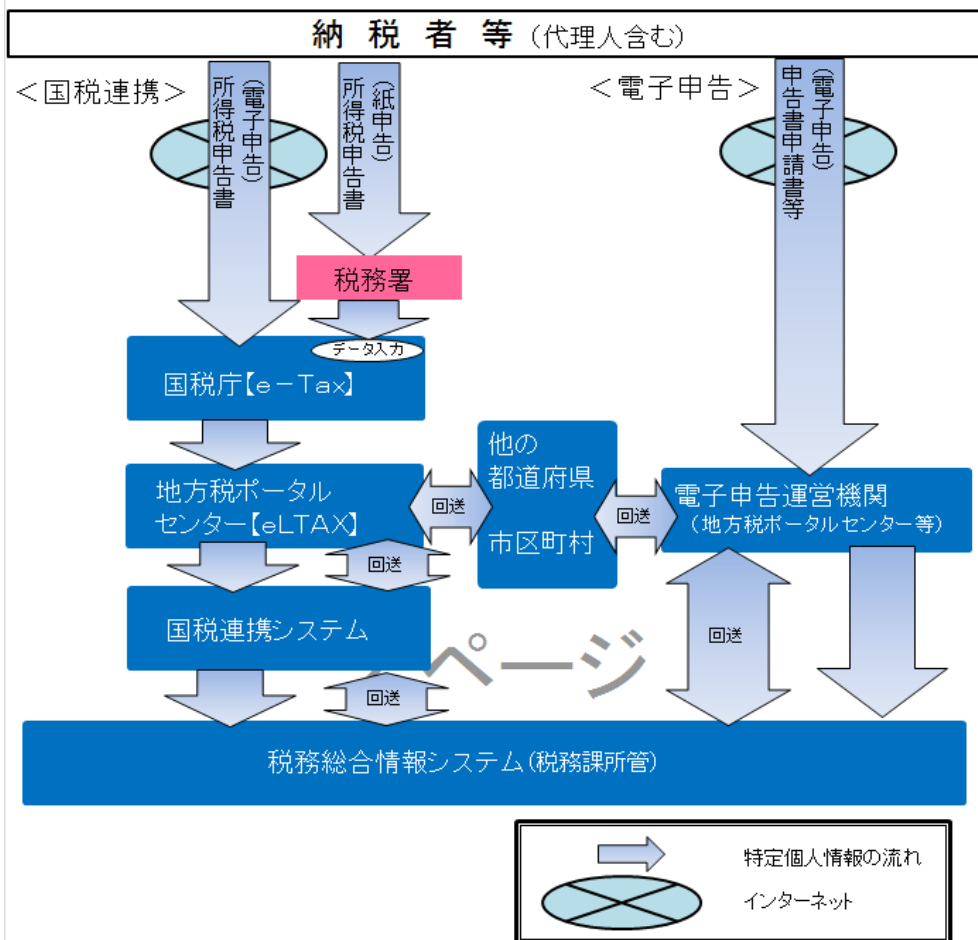 納税者等（代理人含む）
＜国税連携＞
（電子申告）
所得税申告書
（紙申告）
所得税申告書
＜電子申告＞
（電子申告）
申告書申請書等
税務署
データ入力
国税庁【e－Tax】
地方税ポータル
センター【eLTAX】
回送
他の
都道府県
市区町村
回送
電子申告運営機関
（地方税ポータルセンター等）
回送
国税連携システム
回送
回送
ページ
税務総合情報システム（税務課所管）
特定個人情報の流れ
インターネット